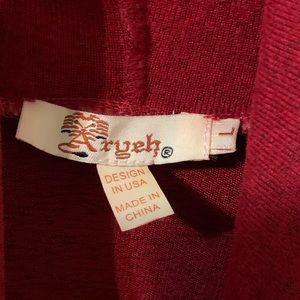 Aryeh®
L
DESIGN
IN USA
MADE IN
CHINA